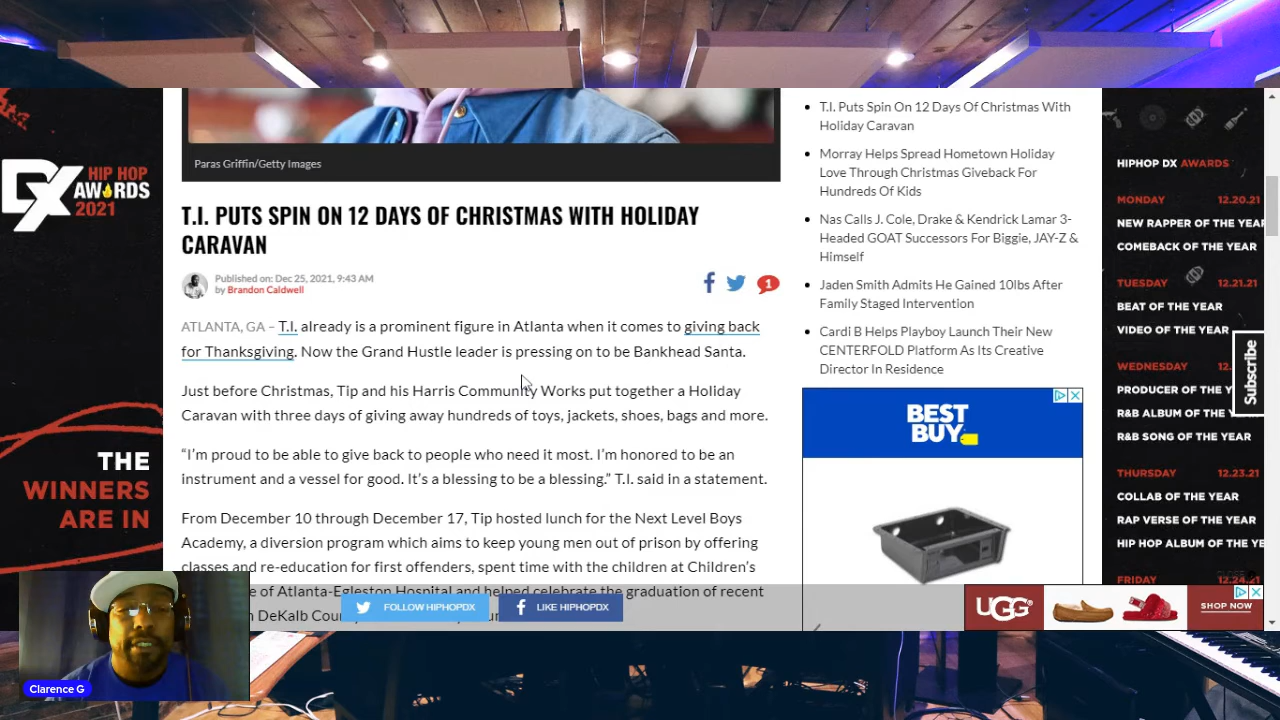 DX HIP HOP
AWARDS
2021
THE
WINNERS
ARE IN
Paras Griffin/Getty Images
T.I. PUTS SPIN ON 12 DAYS OF CHRISTMAS WITH HOLIDAY
CARAVAN
Published on: Dec 25, 2021, 9:43 AM
by Brandon Caldwell
1
ATLANTA, GA – T.I. already is a prominent figure in Atlanta when it comes to giving back
for Thanksgiving. Now the Grand Hustle leader is pressing on to be Bankhead Santa.
Just before Christmas, Tip and his Harris Community Works put together a Holiday
Caravan with three days of giving away hundreds of toys, jackets, shoes, bags and more.
“I’m proud to be able to give back to people who need it most. I’m honored to be an
instrument and a vessel for good. It’s a blessing to be a blessing.” T.I. said in a statement.
From December 10 through December 17, Tip hosted lunch for the Next Level Boys
Academy, a diversion program which aims to keep young men out of prison by offering
classes and re-education for first offenders, spent time with the children at Children’s
of Atlanta-Egleston Hospital and helped celebrate the graduation of recent
DeKalb
FOLLOW HIPHOPDX
LIKE HIPHOPDX
Clarence G
T.I. Puts Spin On 12 Days Of Christmas With
Holiday Caravan
Morray Helps Spread Hometown Holiday
Love Through Christmas Giveback For
Hundreds Of Kids
Nas Calls J. Cole, Drake & Kendrick Lamar 3-
Headed GOAT Successors For Biggie, JAY-Z &
Himself
Jaden Smith Admits He Gained 10lbs After
Family Staged Intervention
Cardi B Helps Playboy Launch Their New
CENTERFOLD Platform As Its Creative
Director In Residence
BEST
BUY
UGG
SHOP NOW
HIPHOP DX AWARDS
MONDAY 12.20.21
NEW RAPPER OF THE YEAR
COMEBACK OF THE YEAR
TUESDAY 12.21.21
BEAT OF THE YEAR
VIDEO OF THE YEAR
WEDNESDAY 12.
PRODUCER OF THE
R&B ALBUM OF THE
R&B SONG OF THE YEAR
THURSDAY 12.23.21
COLLAB OF THE YEAR
RAP VERSE OF THE YEAR
HIP HOP ALBUM OF THE YE
FRIDAY 12.24.21
Subscribe